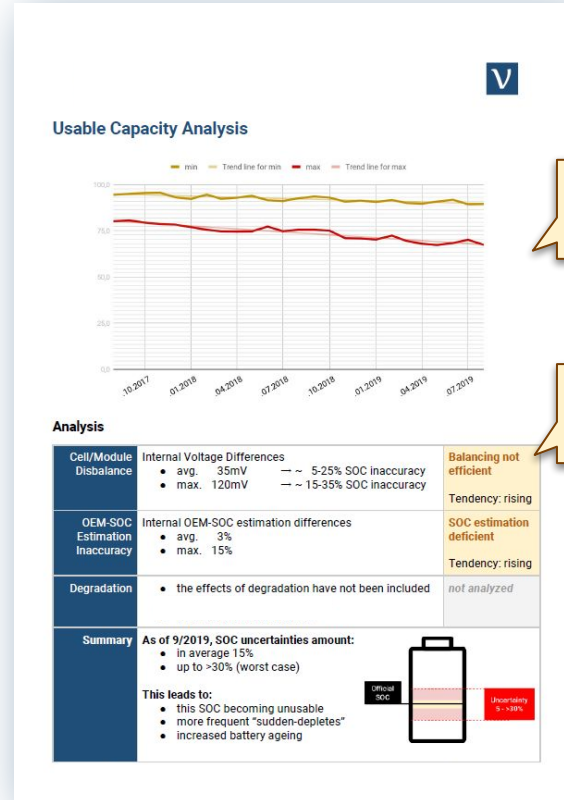 V
Usable Capacity Analysis
min Trend line for min max Trend line for max
100,0
75,0
50,0
25,0
0,0
.10.2017 .01.2018 .04.2018 .07.2018 .10.2018 .01.2019 .04.2019 .07.2019
Analysis
Cell/Module Disbalance
Internal Voltage Differences
• avg. 35mV → ~ 5-25% SOC inaccuracy
• max. 120mV → ~ 15-35% SOC inaccuracy
Balancing not
efficient
Tendency: rising
OEM-SOC
Estimation
Inaccuracy
Internal OEM-SOC estimation differences
• avg. 3%
• max. 15%
SOC estimation
deficient
Tendency: rising
Degradation
• the effects of degradation have not been included
not analyzed
Summary
As of 9/2019, SOC uncertainties amount:
• in average 15%
• up to >30% (worst case)
This leads to:
• this SOC becoming unusable
• more frequent “sudden-depletes”
• increased battery ageing
Official
SOC
Uncertainty
5 - >30%